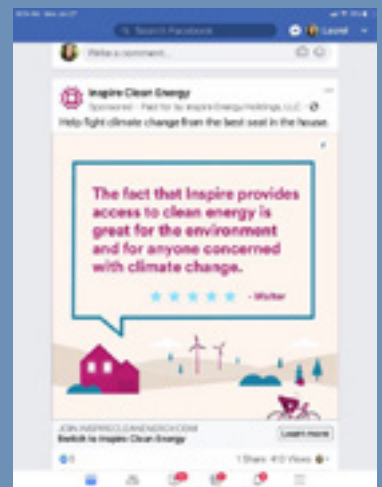 Search Facebook
Laurel
Write a comment...
Inspire Clean Energy
Sponsored · Paid for by Inspire Energy Holdings, LLC ·
Help fight climate change from the best seat in the house.
The fact that Inspire provides
access to clean energy is
great for the environment
and for anyone concerned
with climate change.
- Walter
JOIN.INSPIRECLEANENERGY.COM
Switch to Inspire Clean Energy
Learn more
1 Share